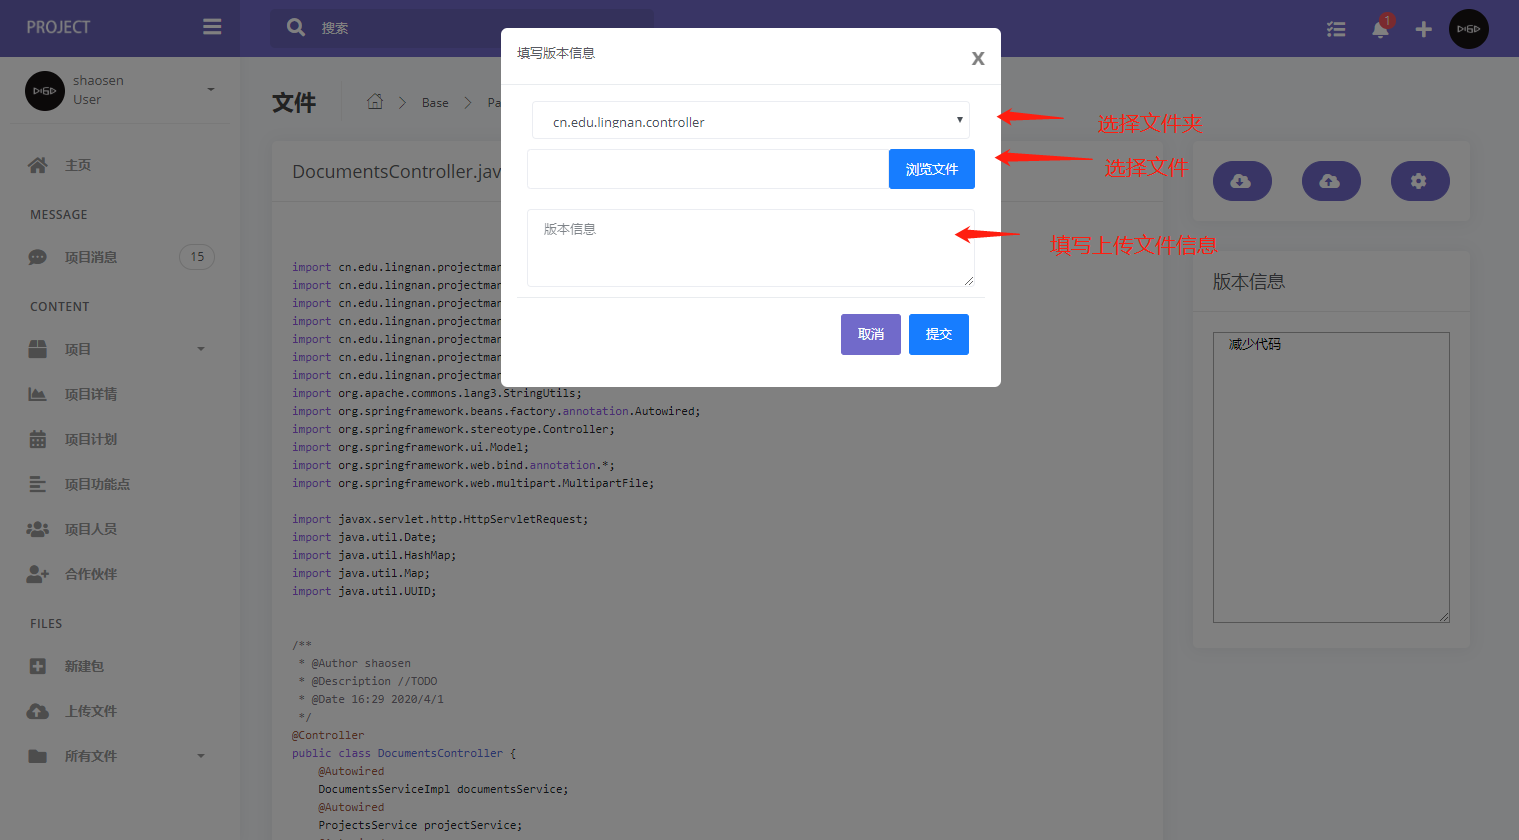 PROJECT
搜索
1
shaosen
User
主页
MESSAGE
项目消息
15
CONTENT
项目
项目详情
项目计划
项目功能点
项目人员
合作伙伴
FILES
新建包
上传文件
所有文件
文件
Base
Pa
DocumentsController.jav
import cn.edu.lingnan.projectmar
import cn.edu.lingnan.projectmar
import cn.edu.lingnan.projectmar
import cn.edu.lingnan.projectmar
import cn.edu.lingnan.projectmar
import cn.edu.lingnan.projectmar
import cn.edu.lingnan.projectmar
import org.apache.commons.lang3.StringUtils;
import org.springframework.beans.factory.annotation.Autowired;
import org.springframework.stereotype.Controller;
import org.springframework.ui.Model;
import org.springframework.web.bind.annotation.*;
import org.springframework.web.multipart.MultipartFile;
import javax.servlet.http.HttpServletRequest;
import java.util.Date;
import java.util.HashMap;
import java.util.Map;
import java.util.UUID;
/**
* @Author shaosen
* @Description //TODO
* @Date 16:29 2020/4/1
*/
@Controller
public class DocumentsController {
@Autowired
DocumentsServiceImpl documentsService;
@Autowired
ProjectsService projectService;
填写版本信息
X
cn.edu.lingnan.controller
浏览文件
版本信息
取消
提交
选择文件夹
选择文件
填写上传文件信息
版本信息
减少代码